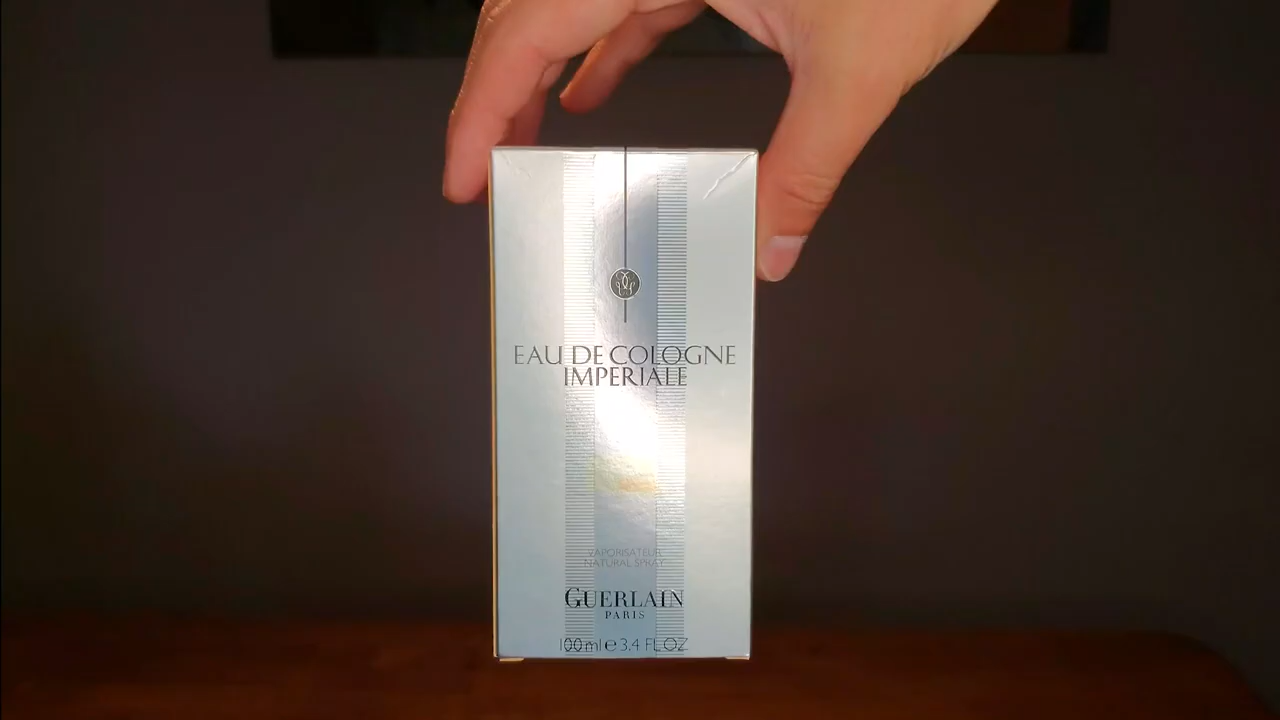 EAU DE COLOGNE
IMPERIALE
VAPORISATEUR
NATURAL SPRAY
GUERLAIN
PARIS
100 ml e 3.4 FL OZ